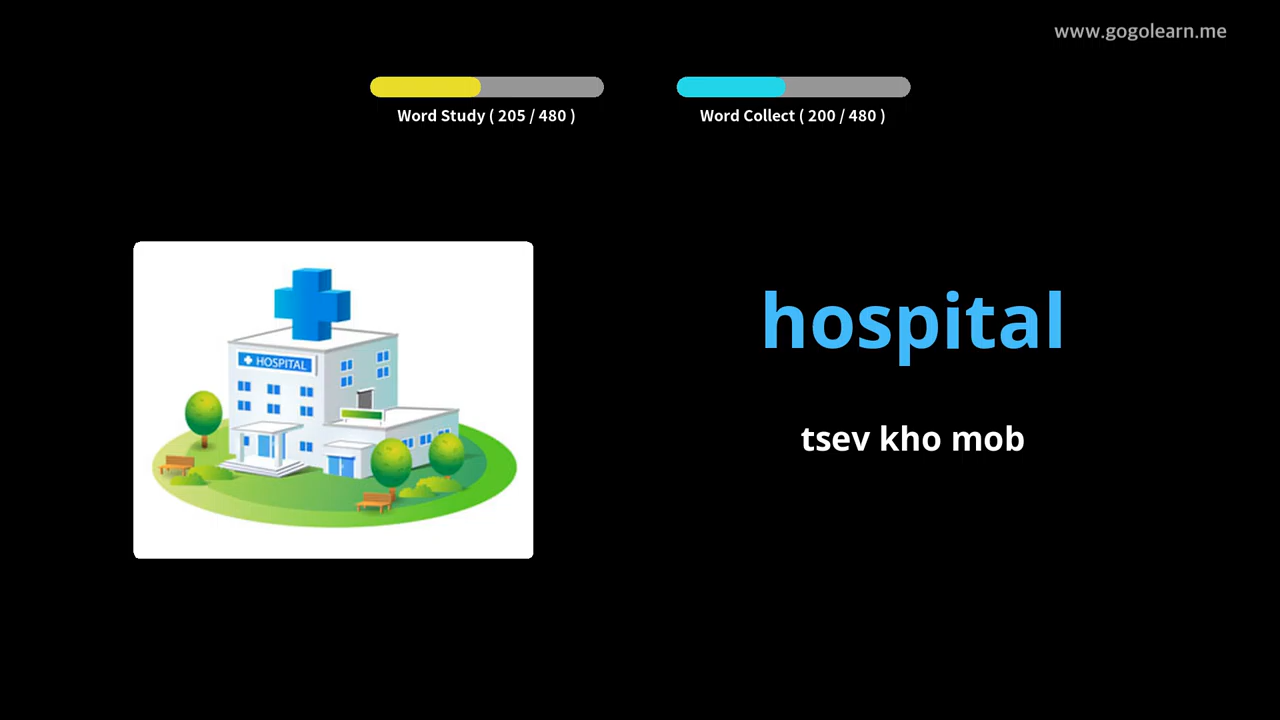 www.gogolearn.me
Word Study ( 205 / 480 )
Word Collect ( 200 / 480 )
HOSPITAL
hospital
tsev kho mob